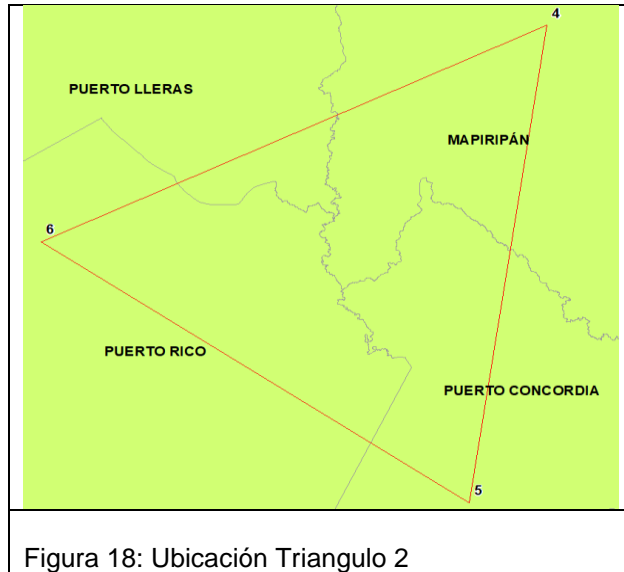 4
PUERTO LLERAS
MAPIRIPÁN
6
PUERTO RICO
PUERTO CONCORDIA
5
Figura 18: Ubicación Triangulo 2